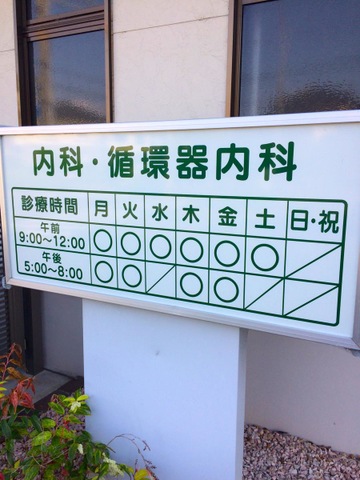 内科・循環器内科
診療時間 月 火 水 木 金 土 日・祝
午前 9:00～12:00 ○ ○ ○ ○ ○ ○ ／
午後 5:00～8:00 ○ ○ ／ ○ ○ ／ ／